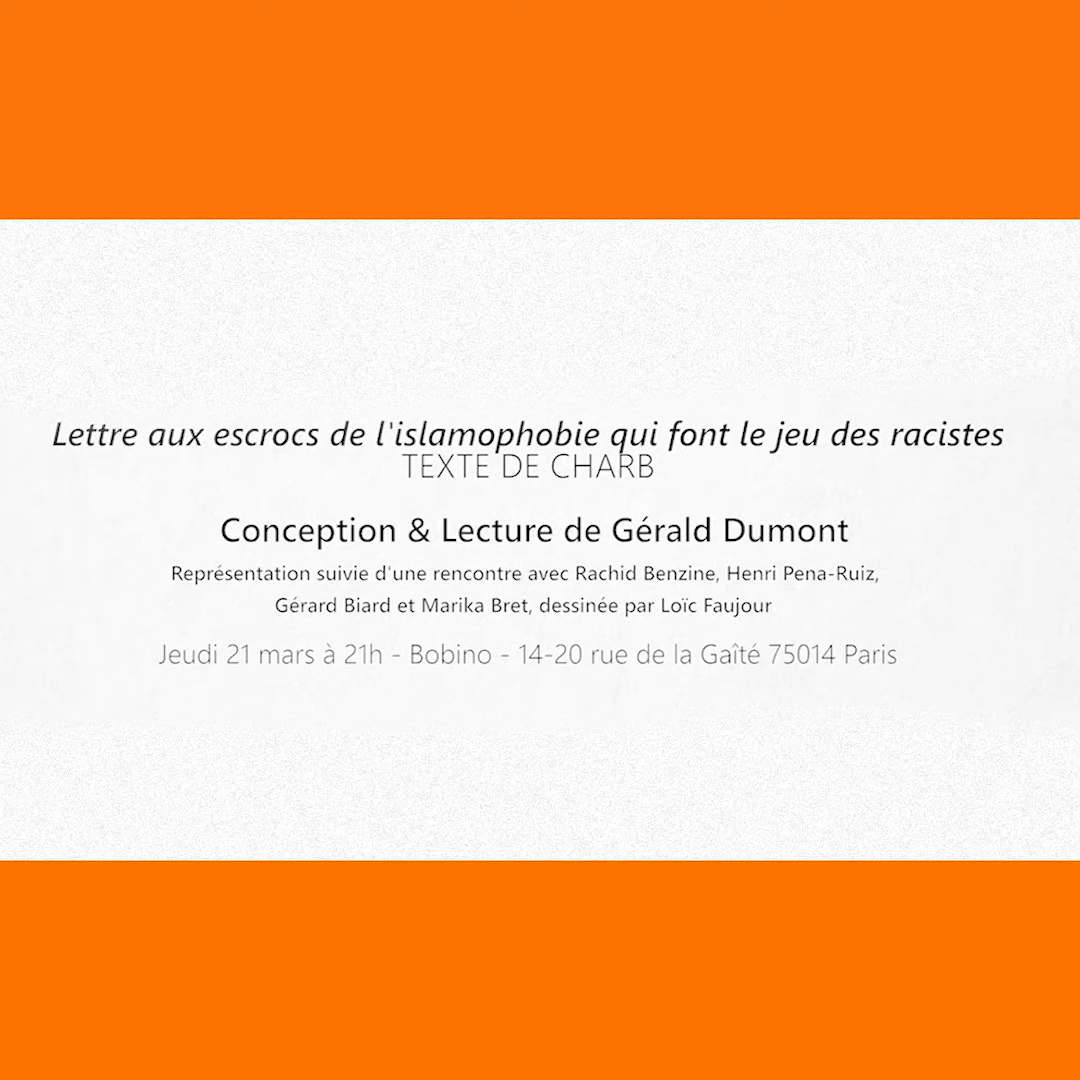 Lettre aux escrocs de l'islamophobie qui font le jeu des racistes
TEXTE DE CHARB
Conception & Lecture de Gérald Dumont
Représentation suivie d'une rencontre avec Rachid Benzine, Henri Pena-Ruiz,
Gérard Biard et Marika Bret, dessinée par Loïc Faujour
Jeudi 21 mars à 21h - Bobino - 14-20 rue de la Gaîté 75014 Paris